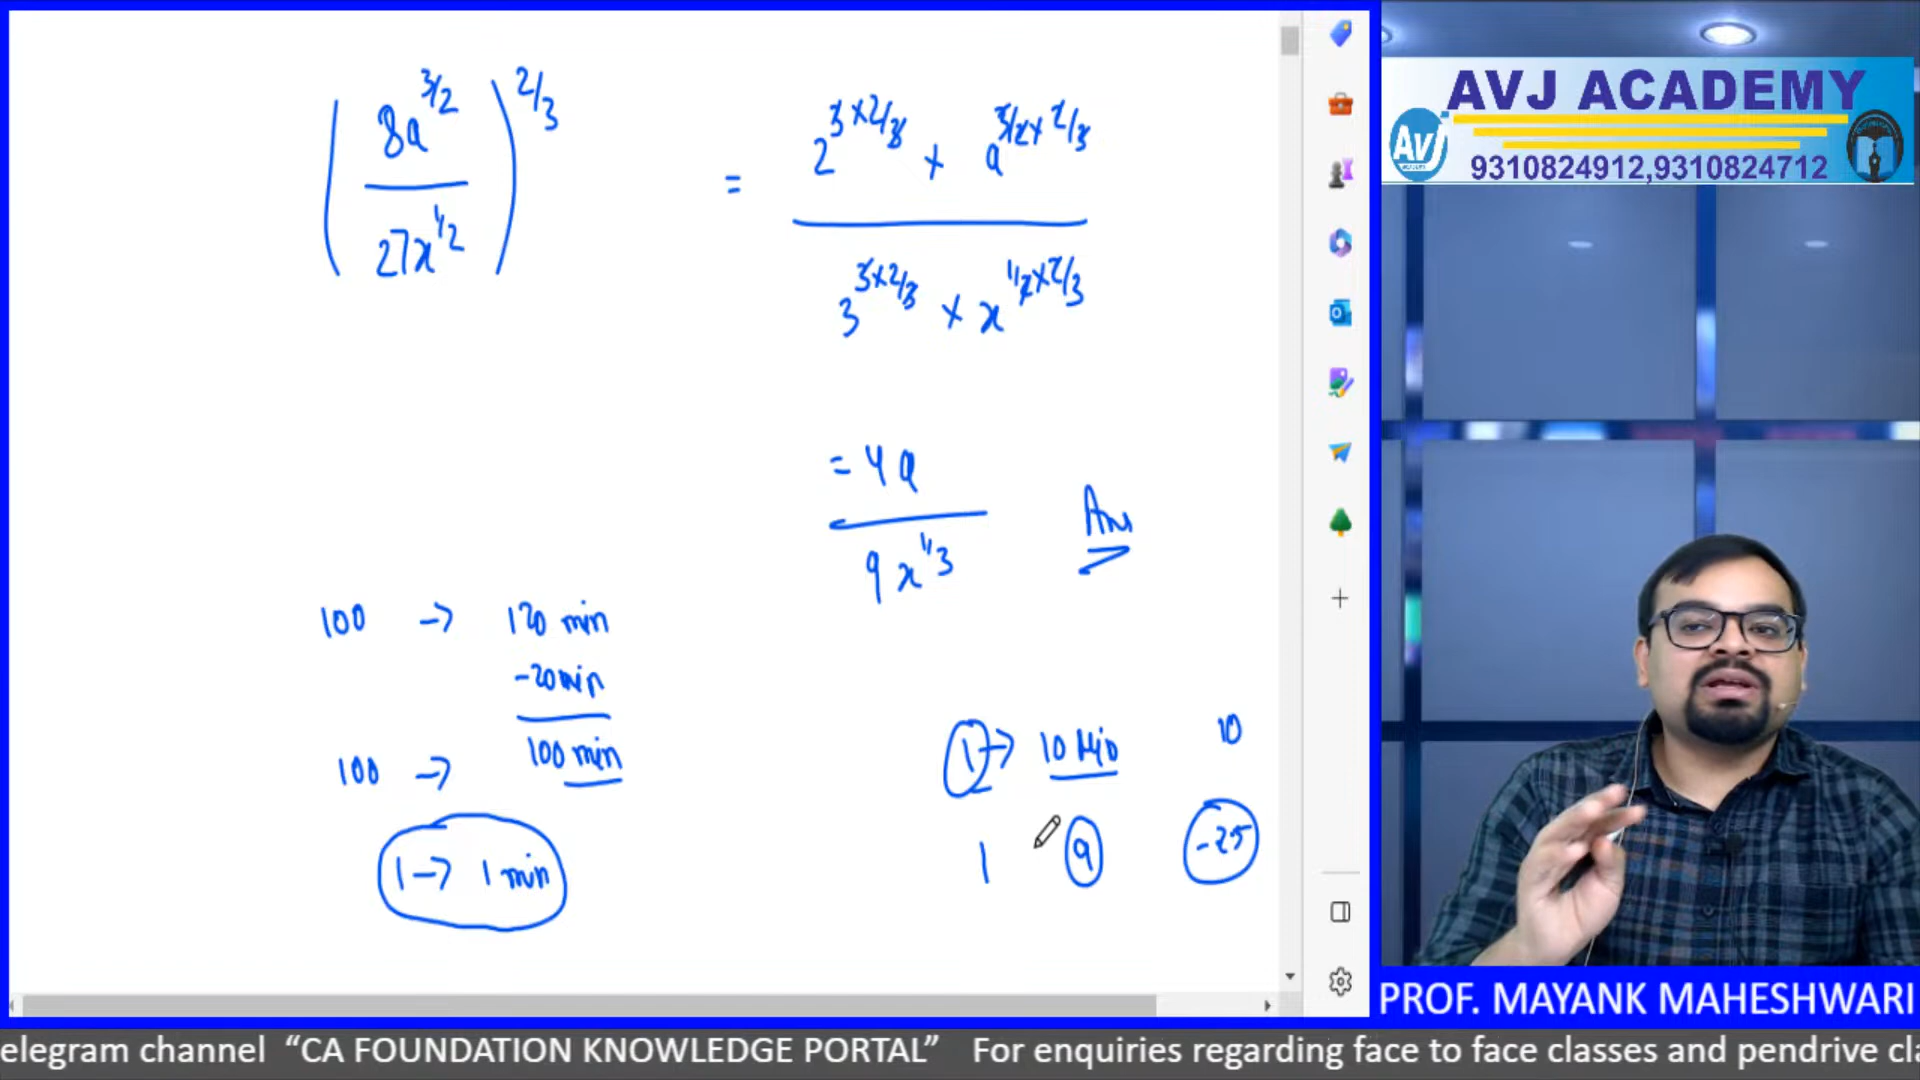 (8a^3/2 / 27x^1/2)^2/3 = 2^3×2/3 × a^3/2×2/3 / 3^3×2/3 × x^1/2×2/3
= 4a / 9x^1/3 Ans
100 → 120 min
-20min
100 → 100 min
1 → 1 min
1 → 10 Min 10
1 9 -25
AVJ ACADEMY
AVJ
9310824912,9310824712
PROF. MAYANK MAHESHWARI
elegram channel “CA FOUNDATION KNOWLEDGE PORTAL” For enquiries regarding face to face classes and pendrive cla